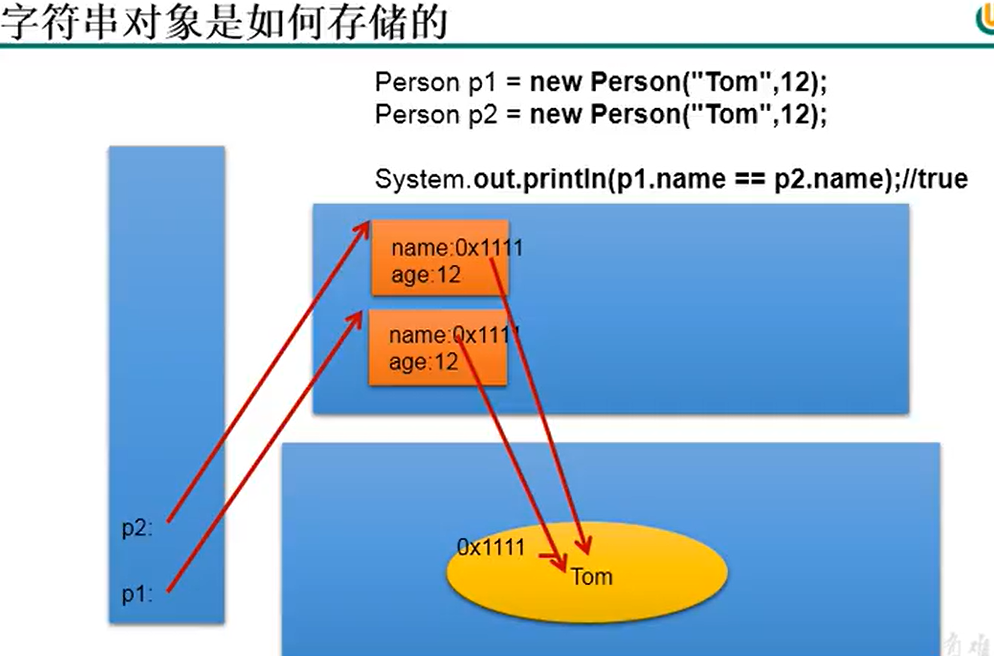 字符串对象是如何存储的
Person p1 = new Person("Tom",12);
Person p2 = new Person("Tom",12);
System.out.println(p1.name == p2.name);//true
name:0x1111
age:12
name:0x1111
age:12
p2:
p1:
0x1111
Tom